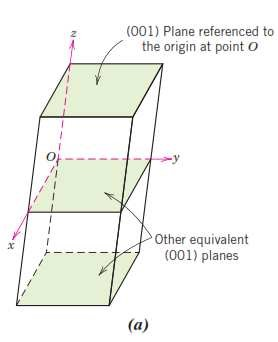 z
(001) Plane referenced to
the origin at point O
O
y
x
Other equivalent
(001) planes
(a)